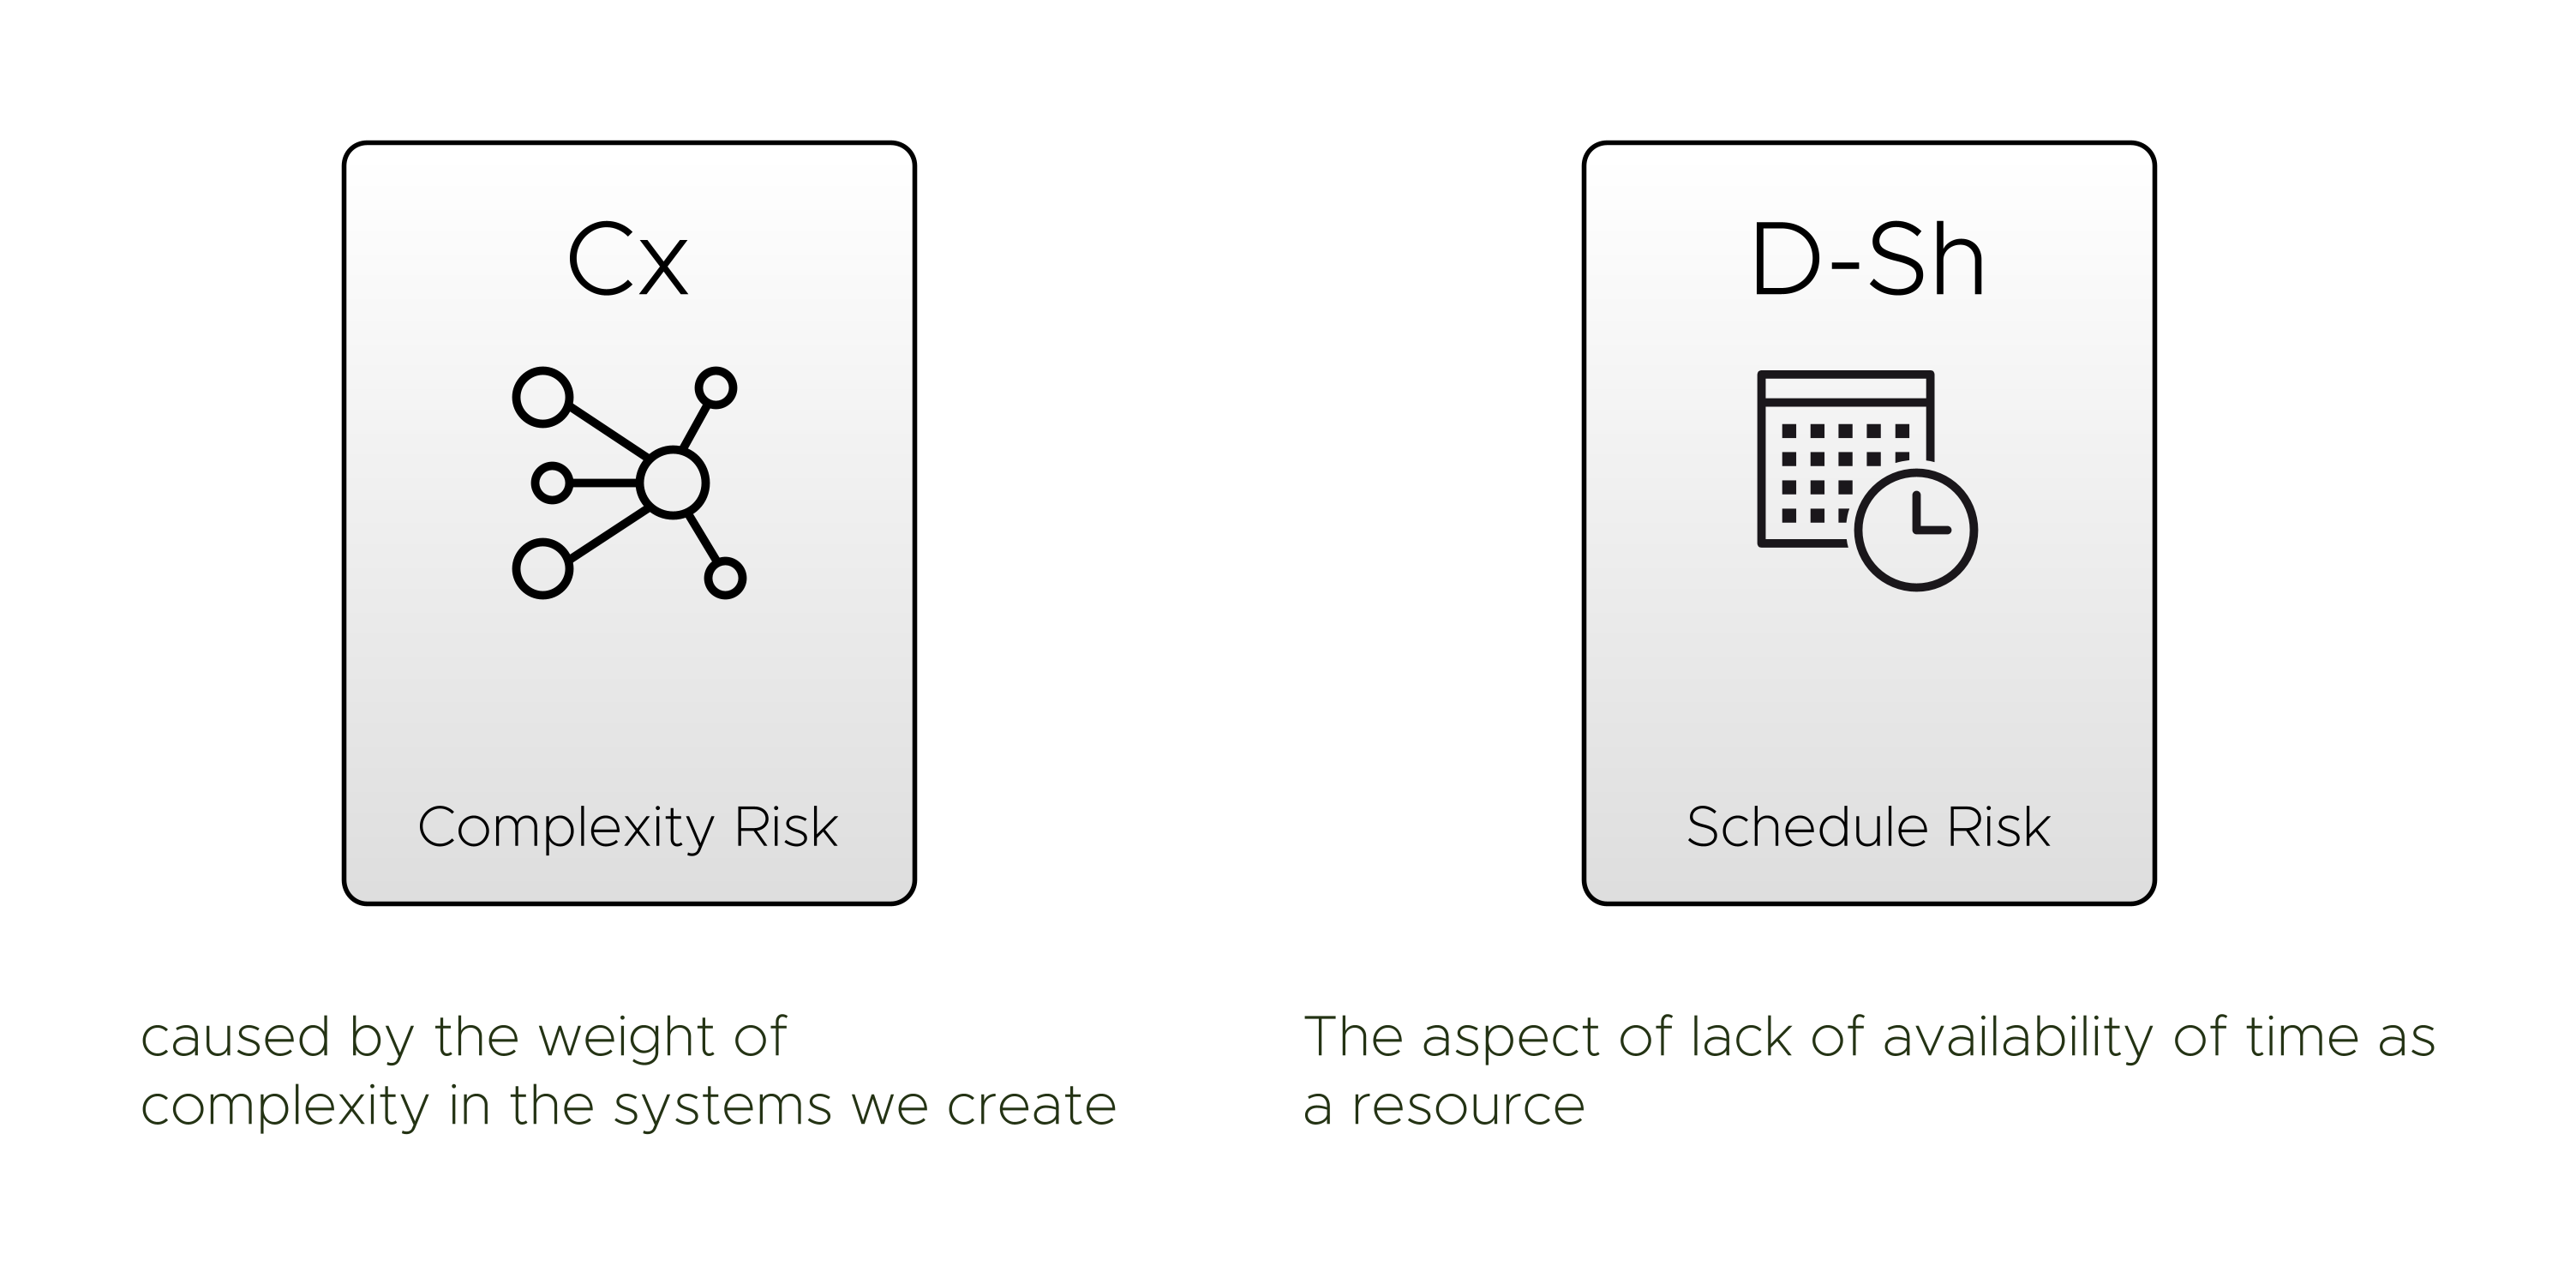 Cx
Complexity Risk
caused by the weight of
complexity in the systems we create
D-Sh
Schedule Risk
The aspect of lack of availability of time as
a resource